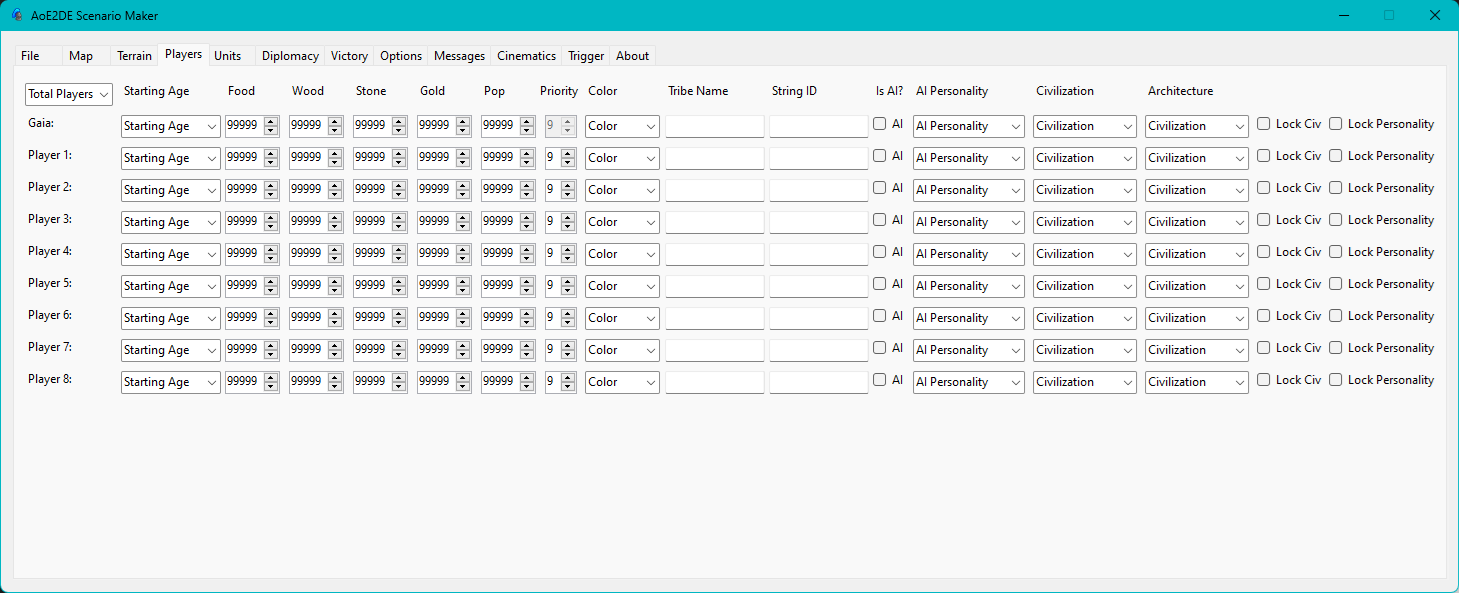 AoE2DE Scenario Maker
File Map Terrain Players Units Diplomacy Victory Options Messages Cinematics Trigger About
Total Players Starting Age Food Wood Stone Gold Pop Priority Color Tribe Name String ID Is AI? AI Personality Civilization Architecture
Gaia: Starting Age 99999 99999 99999 99999 99999 9 Color AI AI Personality Civilization Civilization Lock Civ Lock Personality
Player 1: Starting Age 99999 99999 99999 99999 99999 9 Color AI AI Personality Civilization Civilization Lock Civ Lock Personality
Player 2: Starting Age 99999 99999 99999 99999 99999 9 Color AI AI Personality Civilization Civilization Lock Civ Lock Personality
Player 3: Starting Age 99999 99999 99999 99999 99999 9 Color AI AI Personality Civilization Civilization Lock Civ Lock Personality
Player 4: Starting Age 99999 99999 99999 99999 99999 9 Color AI AI Personality Civilization Civilization Lock Civ Lock Personality
Player 5: Starting Age 99999 99999 99999 99999 99999 9 Color AI AI Personality Civilization Civilization Lock Civ Lock Personality
Player 6: Starting Age 99999 99999 99999 99999 99999 9 Color AI AI Personality Civilization Civilization Lock Civ Lock Personality
Player 7: Starting Age 99999 99999 99999 99999 99999 9 Color AI AI Personality Civilization Civilization Lock Civ Lock Personality
Player 8: Starting Age 99999 99999 99999 99999 99999 9 Color AI AI Personality Civilization Civilization Lock Civ Lock Personality